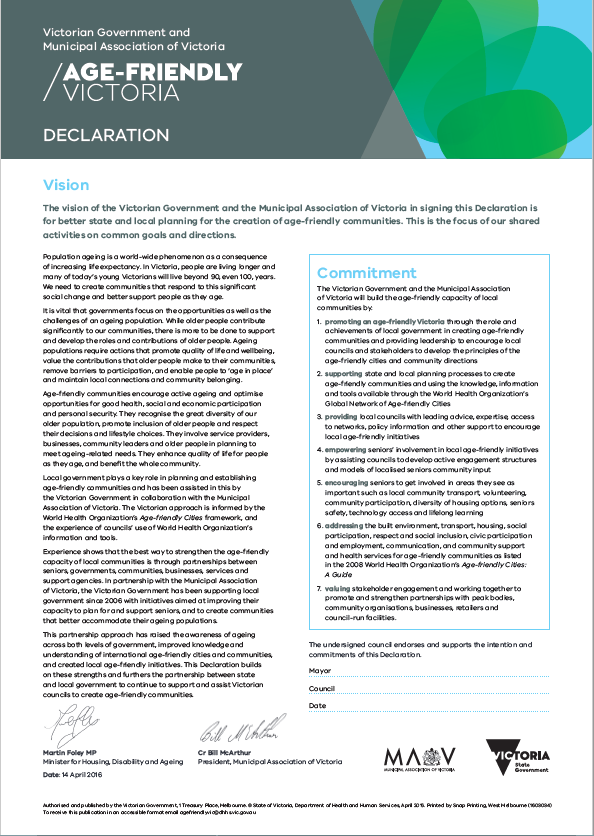 Victorian Government and
Municipal Association of Victoria
AGE-FRIENDLY
VICTORIA
DECLARATION
Vision
The vision of the Victorian Government and the Municipal Association of Victoria in signing this Declaration is
for better state and local planning for the creation of age-friendly communities. This is the focus of our shared
activities on common goals and directions.
Population ageing is a world-wide phenomenon as a consequence
of increasing life expectancy. In Victoria, people are living longer and
many of today's young Victorians will live beyond 90, even 100, years.
We need to create communities that respond to this significant
social change and better support people as they age.
It is vital that governments focus on the opportunities as well as the
challenges of an ageing population. While older people contribute
significantly to our communities, there is more to be done to support
and develop the roles and contributions of older people. Ageing
populations require actions that promote quality of life and wellbeing,
value the contributions that older people make to their communities,
remove barriers to participation, and enable people to 'age in place'
and maintain local connections and community belonging.
Age-friendly communities encourage active ageing and optimise
opportunities for good health, social and economic participation
and personal security. They recognise the great diversity of our
older population, promote inclusion of older people and respect
their decisions and lifestyle choices. They involve service providers,
businesses, community leaders and older people in planning to
meet ageing-related needs. They enhance quality of life for people
as they age, and benefit the whole community.
Local government plays a key role in planning and establishing
age-friendly communities and has been assisted in this by
the Victorian Government in collaboration with the Municipal
Association of Victoria. The Victorian approach is informed by the
World Health Organization's Age-friendly Cities framework, and
the experience of councils' use of World Health Organization's
information and tools.
Experience shows that the best way to strengthen the age-friendly
capacity of local communities is through partnerships between
seniors, governments, communities, businesses, services and
support agencies. In partnership with the Municipal Association
of Victoria, the Victorian Government has been supporting local
government since 2006 with initiatives aimed at improving their
capacity to plan for and support seniors, and to create communities
that better accommodate their ageing populations.
This partnership approach has raised the awareness of ageing
across both levels of government, improved knowledge and
understanding of international age-friendly cities and communities,
and created local age-friendly initiatives. This Declaration builds
on these strengths and furthers the partnership between state
and local government to continue to support and assist Victorian
councils to create age-friendly communities.
Commitment
The Victorian Government and the Municipal Association
of Victoria will build the age-friendly capacity of local
communities by:
1. promoting an age-friendly Victoria through the role and
achievements of local government in creating age-friendly
communities and providing leadership to encourage local
councils and stakeholders to develop the principles of
age-friendly cities and community directions
2. supporting state and local planning processes to create
age-friendly communities and using the knowledge, information
and tools available through the World Health Organization's
Global Network of Age-friendly Cities
3. providing local councils with leading advice, expertise, access
to networks, policy information and other support to encourage
local age-friendly initiatives
4. empowering seniors' involvement in local age-friendly initiatives
by assisting councils to develop active engagement structures
and models of localised seniors community input
5. encouraging seniors to get involved in areas they see as
important such as local community transport, volunteering,
community participation, diversity of housing options, seniors
safety, technology access and lifelong learning
6. addressing the built environment, transport, housing, social
participation, respect and social inclusion, civic participation
and employment, communication, and community support
and health services for age-friendly communities as listed
in the 2008 World Health Organization's Age-friendly Cities:
A Guide
7. valuing stakeholder engagement and working together to
promote and strengthen partnerships with peak bodies,
community organisations, businesses, retailers and
council-run facilities.
The undersigned council endorses and supports the intention and
commitments of this Declaration.
Mayor
Council
Date
Bill McArthur
Martin Foley MP
Minister for Housing, Disability and Ageing
Date: 14 April 2016
Cr Bill McArthur
President, Municipal Association of Victoria
MAV
MUNICIPAL ASSOCIATION OF VICTORIA
VICTORIA
State
Government
Authorised and published by the Victorian Government, 1 Treasury Place, Melbourne. © State of Victoria, Department of Health and Human Services, April 2016. Printed by Snap Printing, West Melbourne (1603034)
To receive this publication in an accessible format email agefriendlyvic@dhhs.vic.gov.au